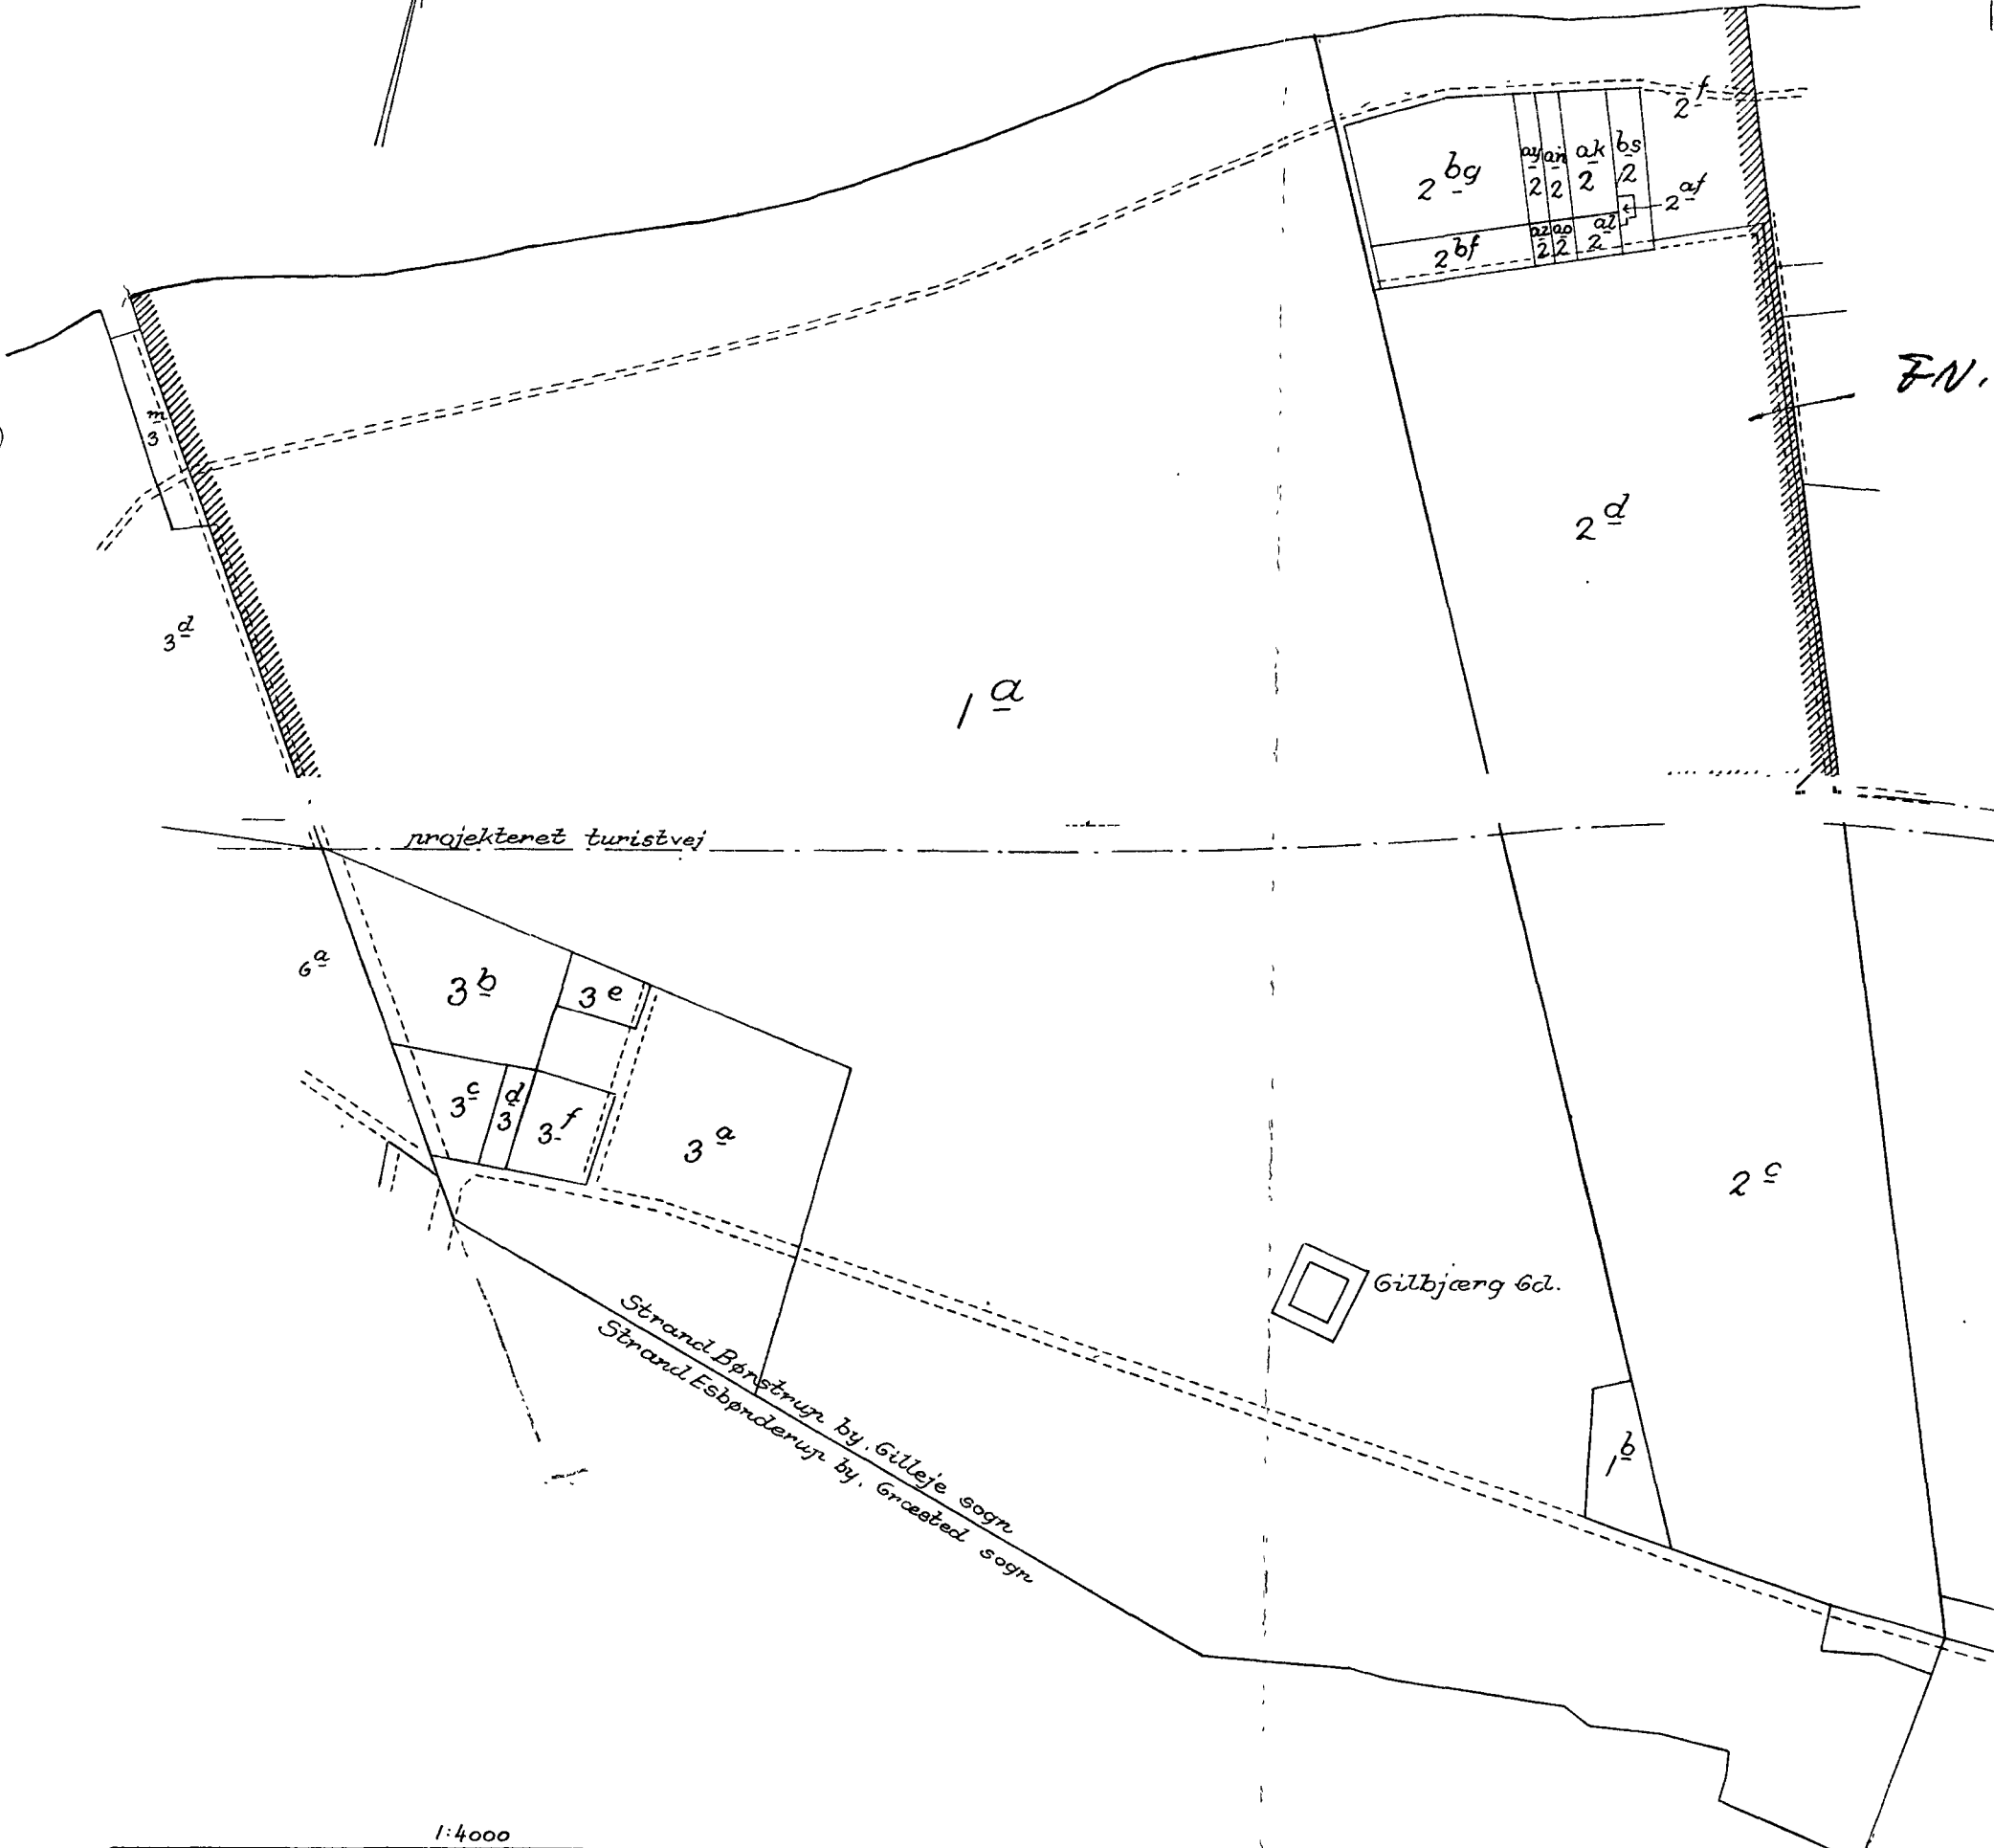 2 f
2 bg
ay 2
an 2
ak 2
bs 2
2 af
2 bf
az 2
ao 2
al 2
FN.
m 3
2 d
3 d
1 a
projekteret turistvej
6 a
3 b
3 e
3 c
d 3
3 f
3 a
2 c
Gilbjærg Gd.
Strand Børstrup by. Gilleje sogn
Strand Esbønderup by. Græsted sogn
1 b
1:4000